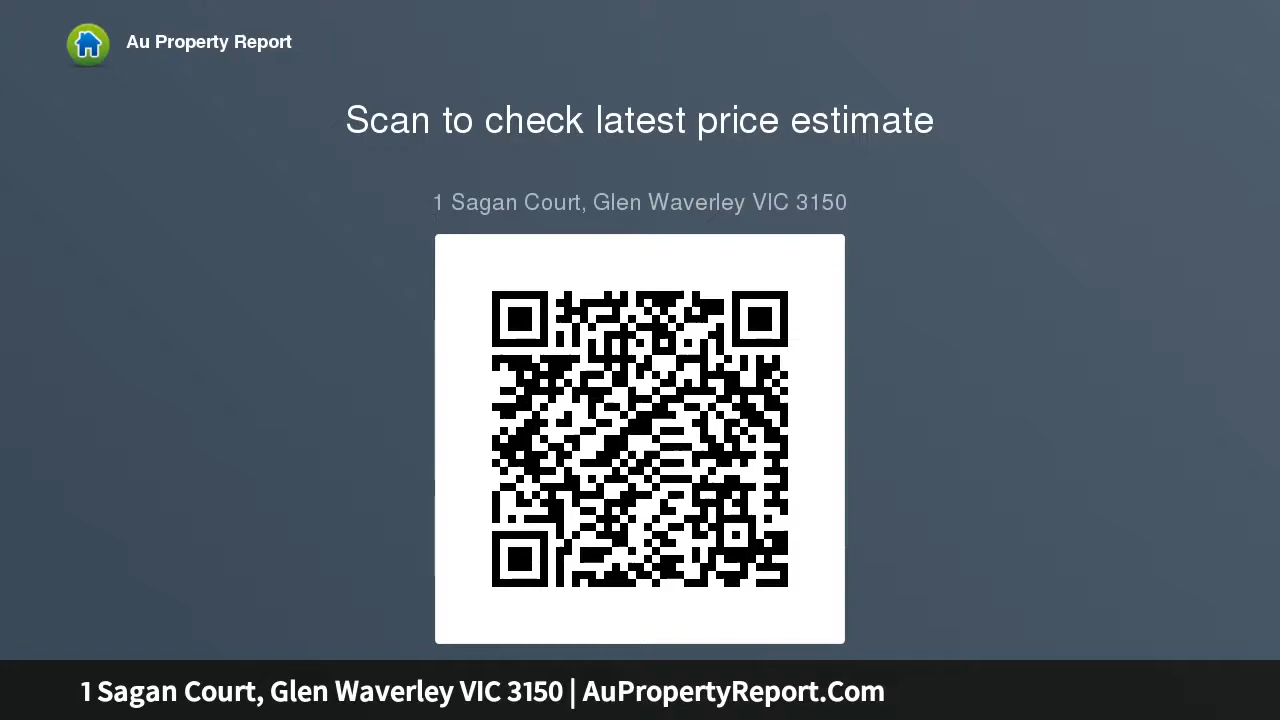 Au Property Report
Scan to check latest price estimate
1 Sagan Court, Glen Waverley VIC 3150
1 Sagan Court, Glen Waverley VIC 3150 | AuPropertyReport.Com